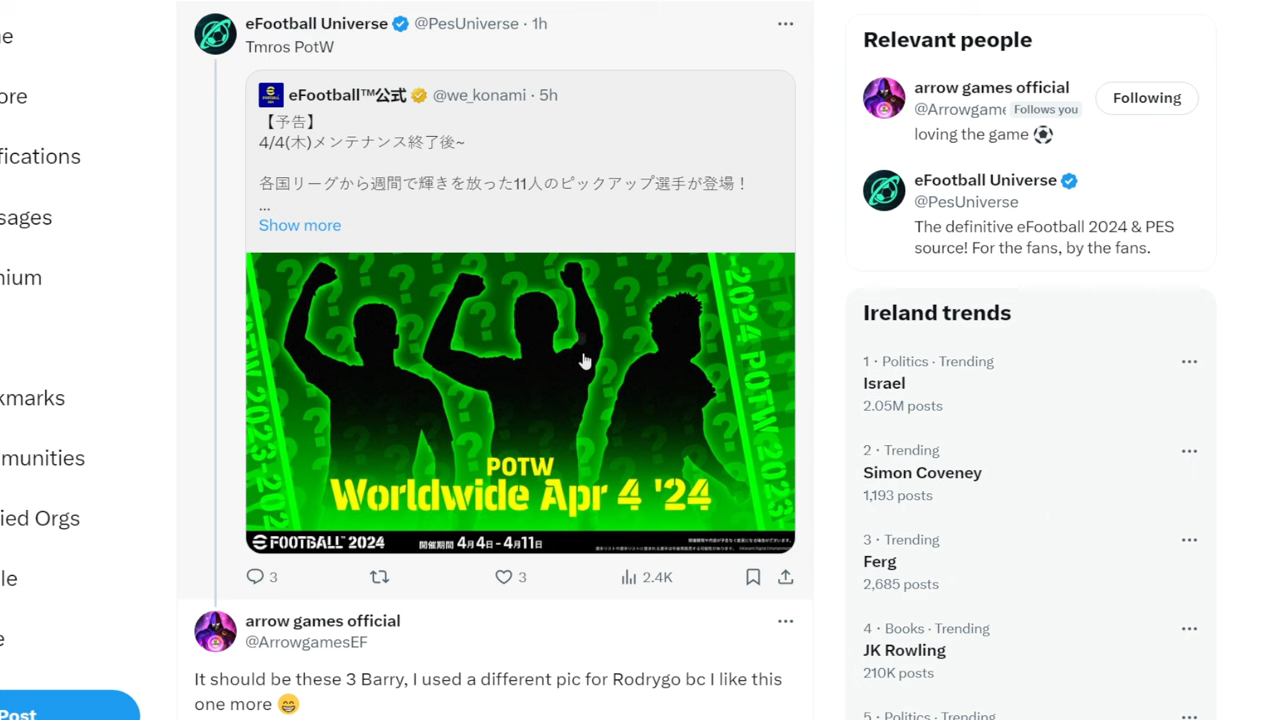 eFootball Universe @PesUniverse · 1h
Tmros PotW
eFootball™公式 @we_konami · 5h
【予告】
4/4(木)メンテナンス終了後~
各国リーグから週間で輝きを放った11人のピックアップ選手が登場！
...
Show more
POTW
Worldwide Apr 4 '24
POTW 2023-202
-2024 POTW 2023-
EFOOTBALL™ 2024
開催期間 4月4日-4月11日
3
3
2.4K
arrow games official
@ArrowgamesEF
It should be these 3 Barry, I used a different pic for Rodrygo bc I like this
one more 😁
ne
ore
fications
sages
nium
kmarks
munities
ied Orgs
le
e
Post
Relevant people
arrow games official
@Arrowgame Follows you
Following
loving the game ⚽
eFootball Universe
@PesUniverse
The definitive eFootball 2024 & PES
source! For the fans, by the fans.
Ireland trends
1 · Politics · Trending
Israel
2.05M posts
2 · Trending
Simon Coveney
1,193 posts
3 · Trending
Ferg
2,685 posts
4 · Books · Trending
JK Rowling
210K posts
5 · Politics · Trending